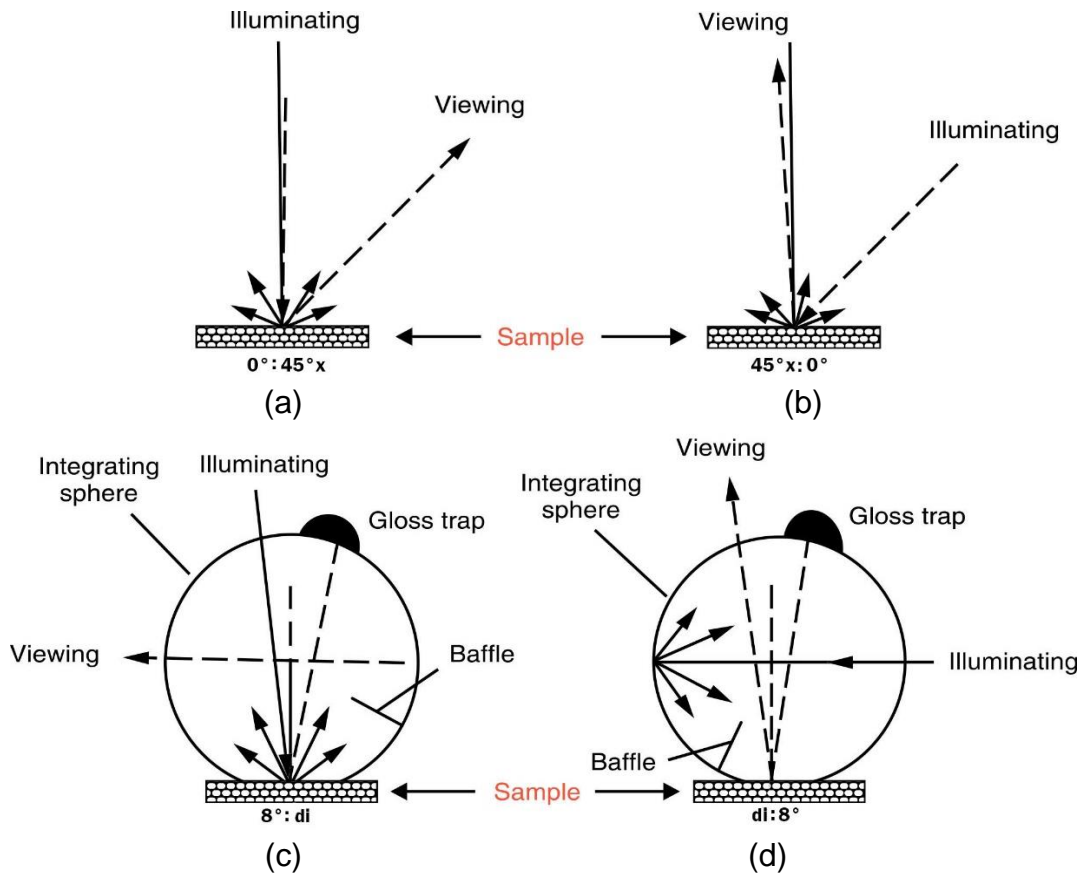 Illuminating
Viewing
0°:45°x
(a)
Viewing
Illuminating
45°x:0°
(b)
Sample
Integrating
sphere
Illuminating
Gloss trap
Viewing
Baffle
8°:di
(c)
Viewing
Integrating
sphere
Gloss trap
Illuminating
Baffle
di:8°
(d)
Sample